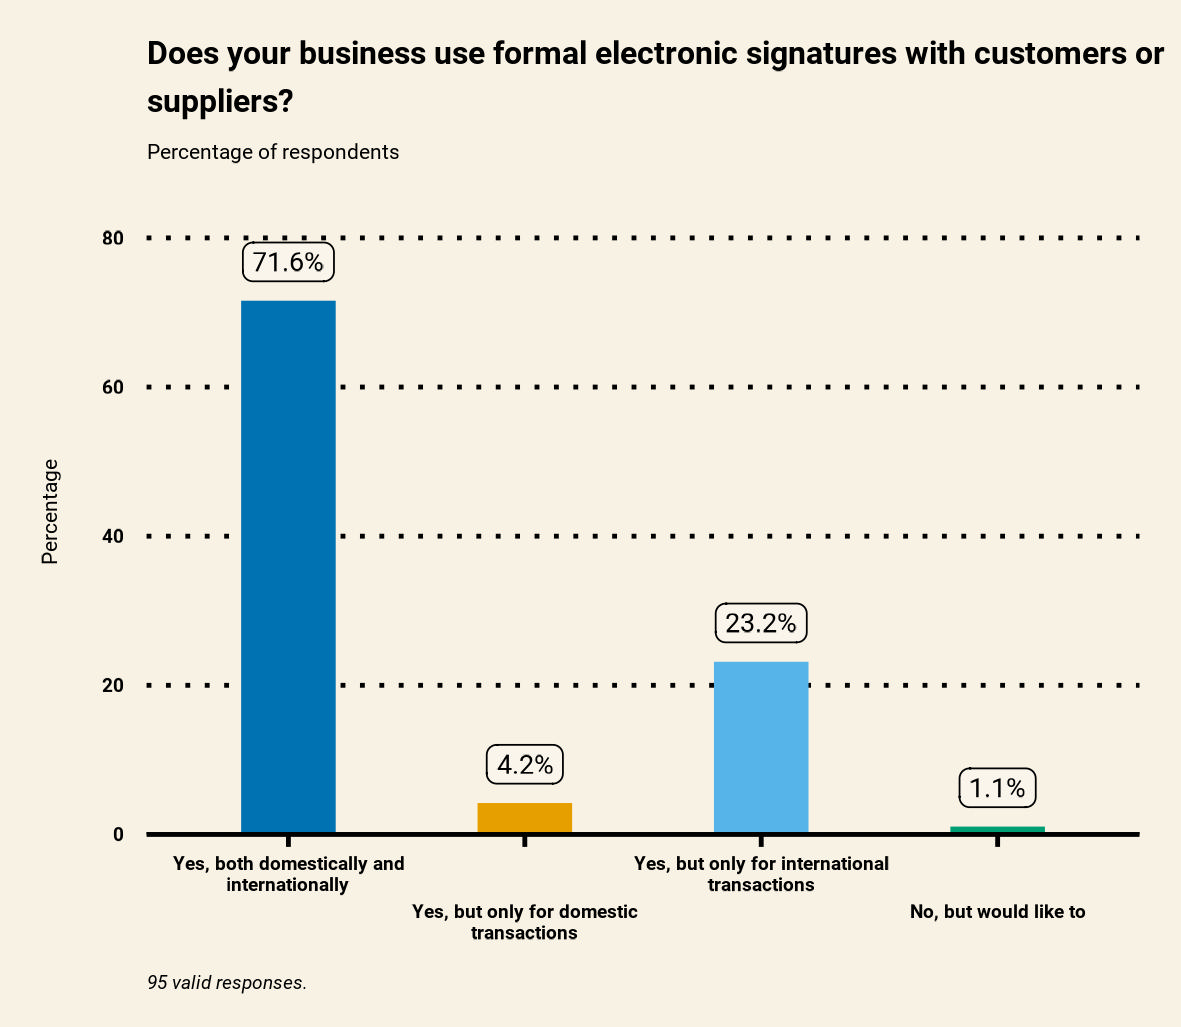 Does your business use formal electronic signatures with customers or
suppliers?
Percentage of respondents
80
71.6%
60
Percentage
40
23.2%
20
4.2%
1.1%
0
Yes, both domestically and
internationally
Yes, but only for domestic
transactions
Yes, but only for international
transactions
No, but would like to
95 valid responses.